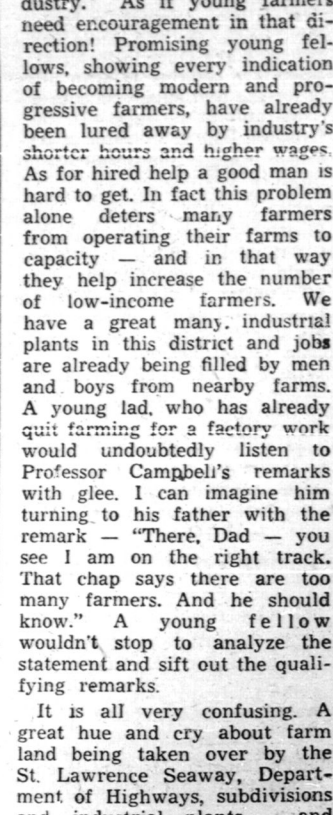 dustry. As if young farmers
need encouragement in that di-
rection! Promising young fel-
lows, showing every indication
of becoming modern and pro-
gressive farmers, have already
been lured away by industry's
shorter hours and higher wages.
As for hired help a good man is
hard to get. In fact this problem
alone deters many farmers
from operating their farms to
capacity — and in that way
they help increase the number
of low-income farmers. We
have a great many. industrial
plants in this district and jobs
are already being filled by men
and boys from nearby farms.
A young lad, who has already
quit farming for a factory work
would undoubtedly listen to
Professor Campbell's remarks
with glee. I can imagine him
turning to his father with the
remark — "There, Dad — you
see I am on the right track.
That chap says there are too
many farmers. And he should
know." A young fellow
wouldn't stop to analyze the
statement and sift out the quali-
fying remarks.
It is all very confusing. A
great hue and cry about farm
land being taken over by the
St. Lawrence Seaway, Depart-
ment of Highways, subdivisions
and industrial plants — and